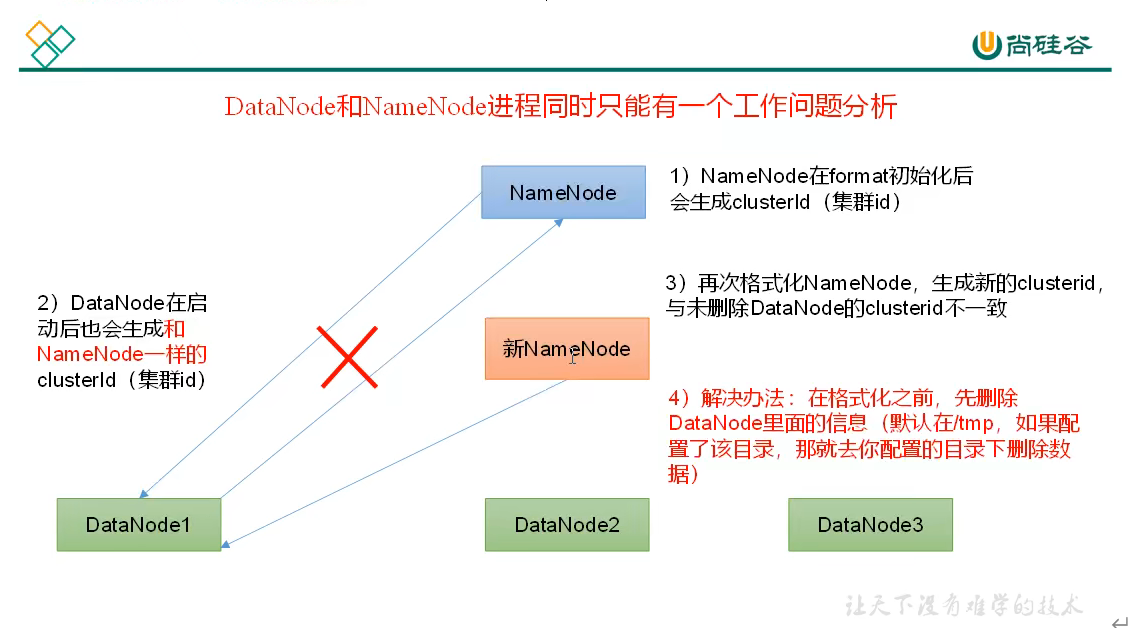 尚硅谷
DataNode和NameNode进程同时只能有一个工作问题分析
NameNode
1）NameNode在format初始化后
会生成clusterId（集群id）
2）DataNode在启
动后也会生成和
NameNode一样的
clusterId（集群id）
3）再次格式化NameNode，生成新的clusterid，
与未删除DataNode的clusterid不一致
新NameNode
4）解决办法：在格式化之前，先删除
DataNode里面的信息（默认在/tmp，如果配
置了该目录，那就去你配置的目录下删除数
据）
DataNode1
DataNode2
DataNode3
让天下没有难学的技术